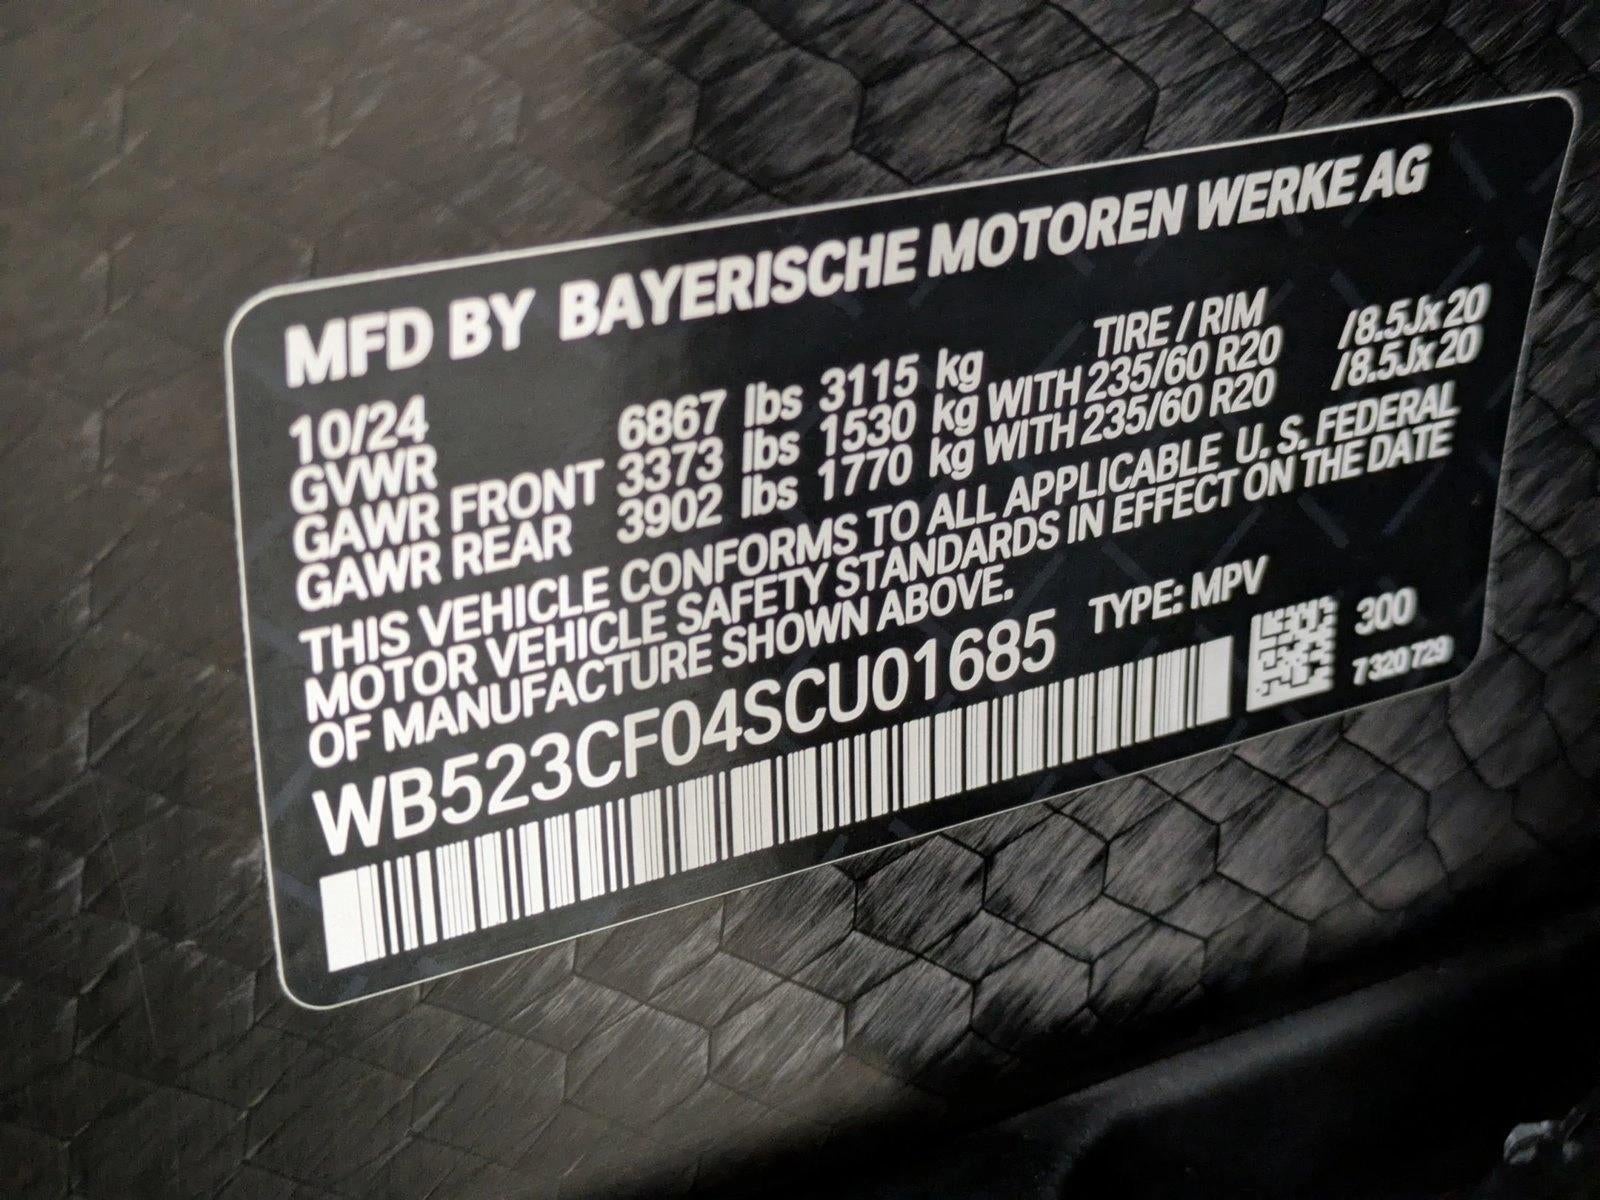 MFD BY BAYERISCHE MOTOREN WERKE AG
10/24 TIRE / RIM
GVWR 6867 lbs 3115 kg
GAWR FRONT 3373 lbs 1530 kg WITH 235/60 R20 /8.5Jx20
GAWR REAR 3902 lbs 1770 kg WITH 235/60 R20 /8.5Jx20
THIS VEHICLE CONFORMS TO ALL APPLICABLE U. S. FEDERAL
MOTOR VEHICLE SAFETY STANDARDS IN EFFECT ON THE DATE
OF MANUFACTURE SHOWN ABOVE.
WB523CF04SCU01685 TYPE: MPV
300
7 320 729